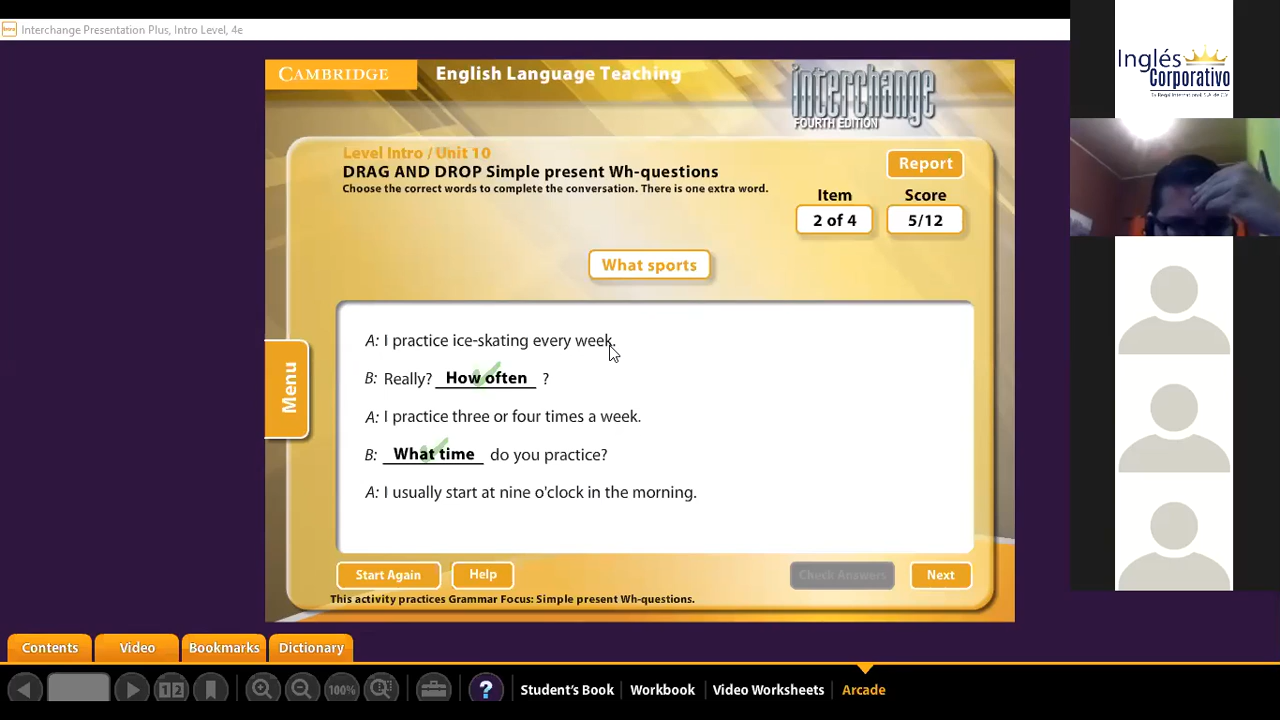 Interchange Presentation Plus, Intro Level, 4e
CAMBRIDGE
English Language Teaching
interchange
FOURTH EDITION
Level Intro / Unit 10
DRAG AND DROP Simple present Wh-questions
Choose the correct words to complete the conversation. There is one extra word.
Report
Item
Score
2 of 4
5/12
What sports
A: I practice ice-skating every week.
B: Really? How often ?
A: I practice three or four times a week.
B: What time do you practice?
A: I usually start at nine o'clock in the morning.
Menu
Start Again
Help
Check Answers
Next
This activity practices Grammar Focus: Simple present Wh-questions.
Contents
Video
Bookmarks
Dictionary
1 2
100%
?
Student's Book
Workbook
Video Worksheets
Arcade
Inglés
Corporativo